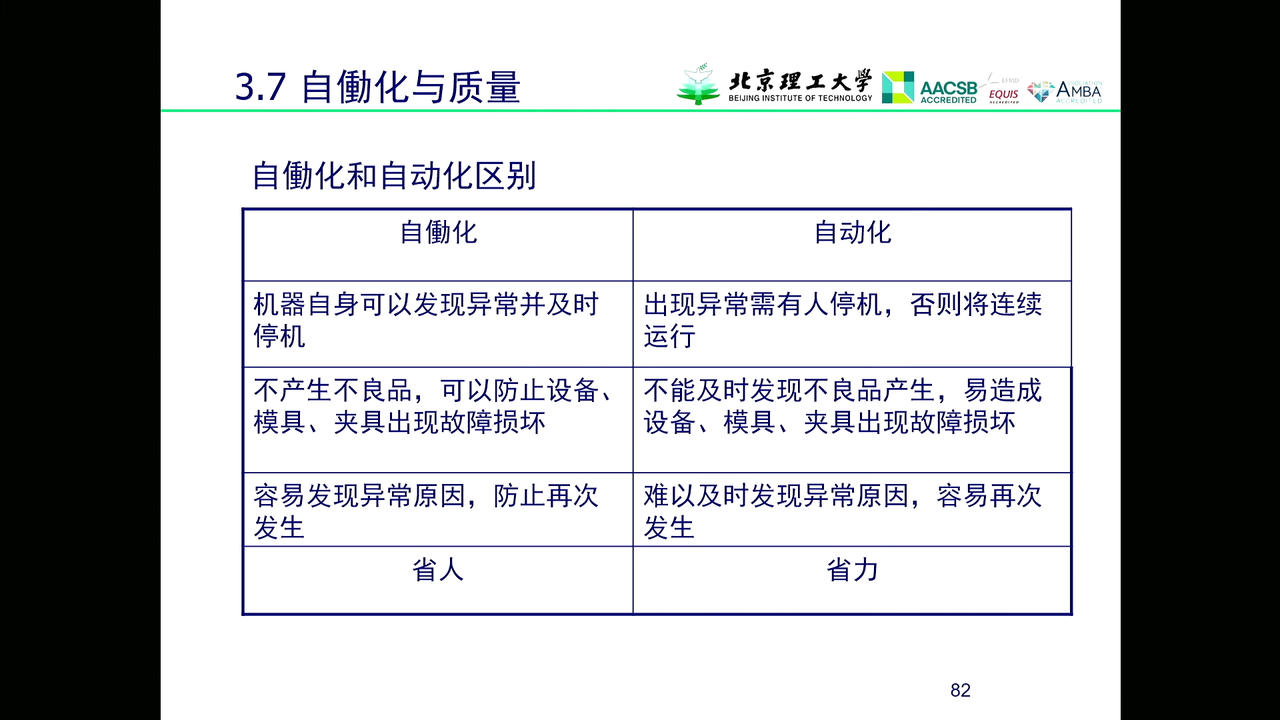 3.7 自働化与质量
北京理工大学
BEIJING INSTITUTE OF TECHNOLOGY
AACSB
ACCREDITED
EFMD
EQUIS
ACCREDITED
ASSOCIATION
AMBA
ACCREDITED
自働化和自动化区别
自働化
自动化
机器自身可以发现异常并及时
停机
出现异常需有人停机，否则将连续
运行
不产生不良品，可以防止设备、
模具、夹具出现故障损坏
不能及时发现不良品产生，易造成
设备、模具、夹具出现故障损坏
容易发现异常原因，防止再次
发生
难以及时发现异常原因，容易再次
发生
省人
省力
82